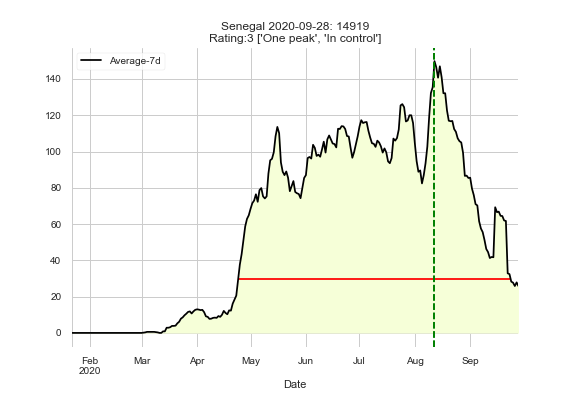 Senegal 2020-09-28: 14919
Rating:3 ['One peak', 'In control']
Average-7d
140
120
100
80
60
40
20
0
Feb
2020
Mar
Apr
May
Jun
Jul
Aug
Sep
Date